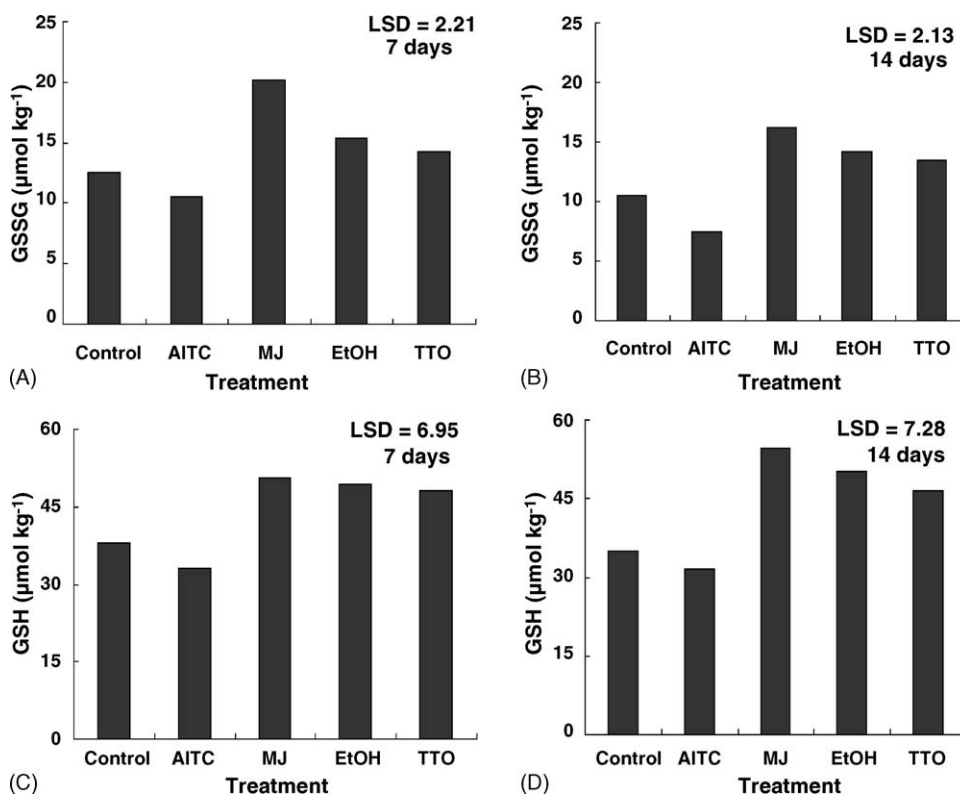 LSD = 2.21
7 days
25
20
15
10
5
0
GSSG (µmol kg⁻¹)
Control AITC MJ EtOH TTO
Treatment
(A)
LSD = 2.13
14 days
25
20
15
10
5
0
GSSG (µmol kg⁻¹)
Control AITC MJ EtOH TTO
Treatment
(B)
LSD = 6.95
7 days
60
45
30
15
0
GSH (µmol kg⁻¹)
Control AITC MJ EtOH TTO
Treatment
(C)
LSD = 7.28
14 days
60
45
30
15
0
GSH (µmol kg⁻¹)
Control AITC MJ EtOH TTO
Treatment
(D)